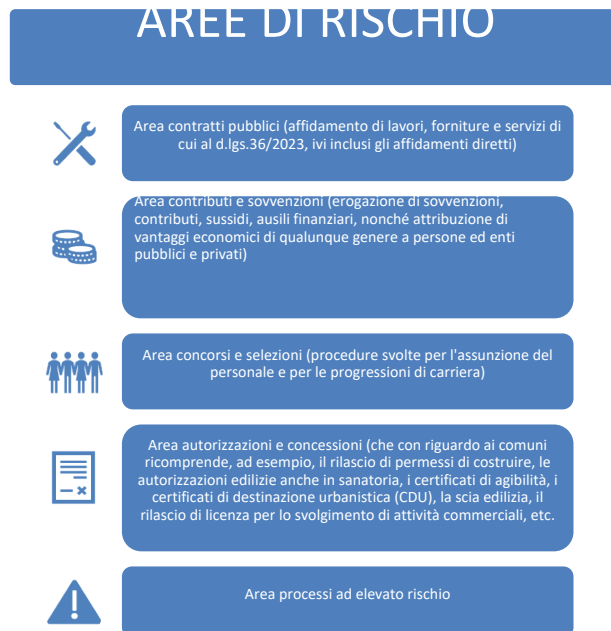 AREE DI RISCHIO
Area contratti pubblici (affidamento di lavori, forniture e servizi di
cui al d.lgs.36/2023, ivi inclusi gli affidamenti diretti)
Area contributi e sovvenzioni (erogazione di sovvenzioni,
contributi, sussidi, ausili finanziari, nonché attribuzione di
vantaggi economici di qualunque genere a persone ed enti
pubblici e privati)
Area concorsi e selezioni (procedure svolte per l'assunzione del
personale e per le progressioni di carriera)
Area autorizzazioni e concessioni (che con riguardo ai comuni
ricomprende, ad esempio, il rilascio di permessi di costruire, le
autorizzazioni edilizie anche in sanatoria, i certificati di agibilità, i
certificati di destinazione urbanistica (CDU), la scia edilizia, il
rilascio di licenza per lo svolgimento di attività commerciali, etc.
Area processi ad elevato rischio